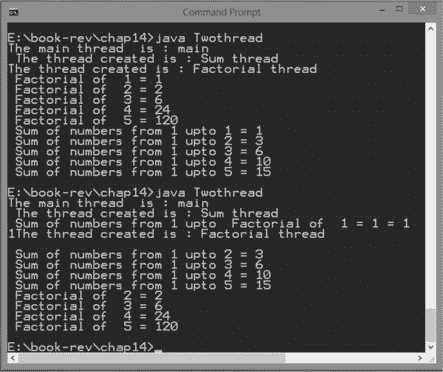 Command Prompt
E:\book-rev\chap14>java Twothread
The main thread  is : main
 The thread created is : Sum thread
The thread created is : Factorial thread
 Factorial of   1 = 1
 Factorial of   2 = 2
 Factorial of   3 = 6
 Factorial of   4 = 24
 Factorial of   5 = 120
 Sum of numbers from 1 upto 1 = 1
 Sum of numbers from 1 upto 2 = 3
 Sum of numbers from 1 upto 3 = 6
 Sum of numbers from 1 upto 4 = 10
 Sum of numbers from 1 upto 5 = 15
E:\book-rev\chap14>java Twothread
The main thread  is : main
 The thread created is : Sum thread
 Sum of numbers from 1 upto  Factorial of  1 = 1 = 1
1The thread created is : Factorial thread
 Sum of numbers from 1 upto 2 = 3
 Sum of numbers from 1 upto 3 = 6
 Sum of numbers from 1 upto 4 = 10
 Sum of numbers from 1 upto 5 = 15
 Factorial of   2 = 2
 Factorial of   3 = 6
 Factorial of   4 = 24
 Factorial of   5 = 120
E:\book-rev\chap14>